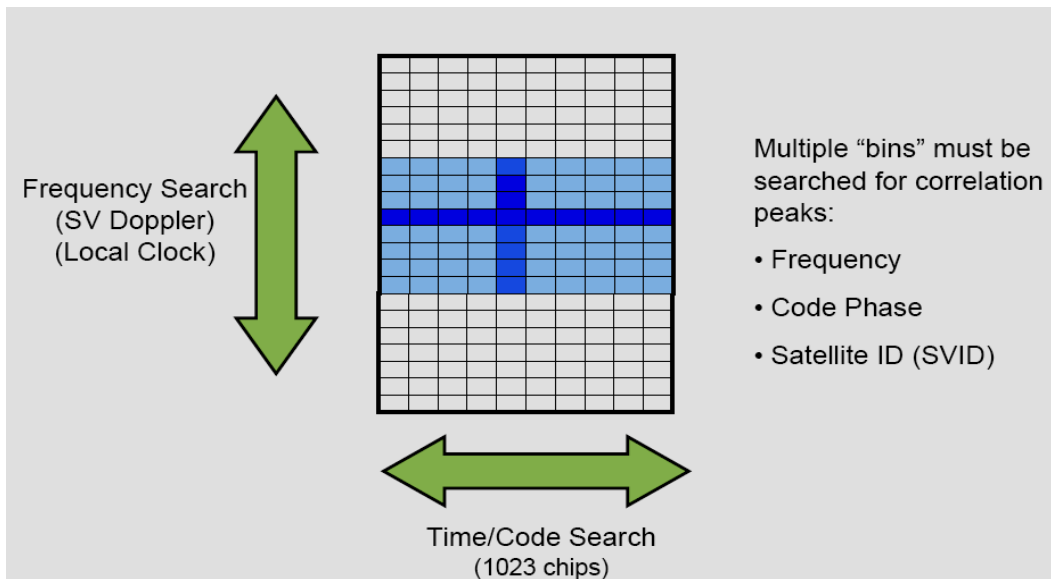 Frequency Search
(SV Doppler)
(Local Clock)
Multiple “bins” must be
searched for correlation
peaks:
• Frequency
• Code Phase
• Satellite ID (SVID)
Time/Code Search
(1023 chips)